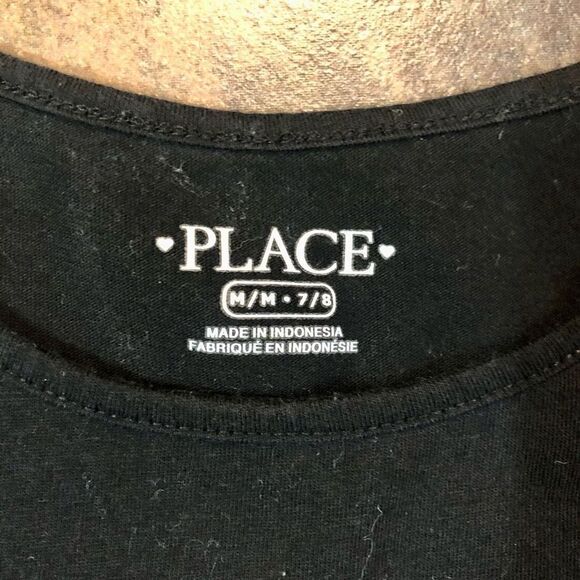 ♥PLACE♥
M/M • 7/8
MADE IN INDONESIA
FABRIQUÉ EN INDONÉSIE